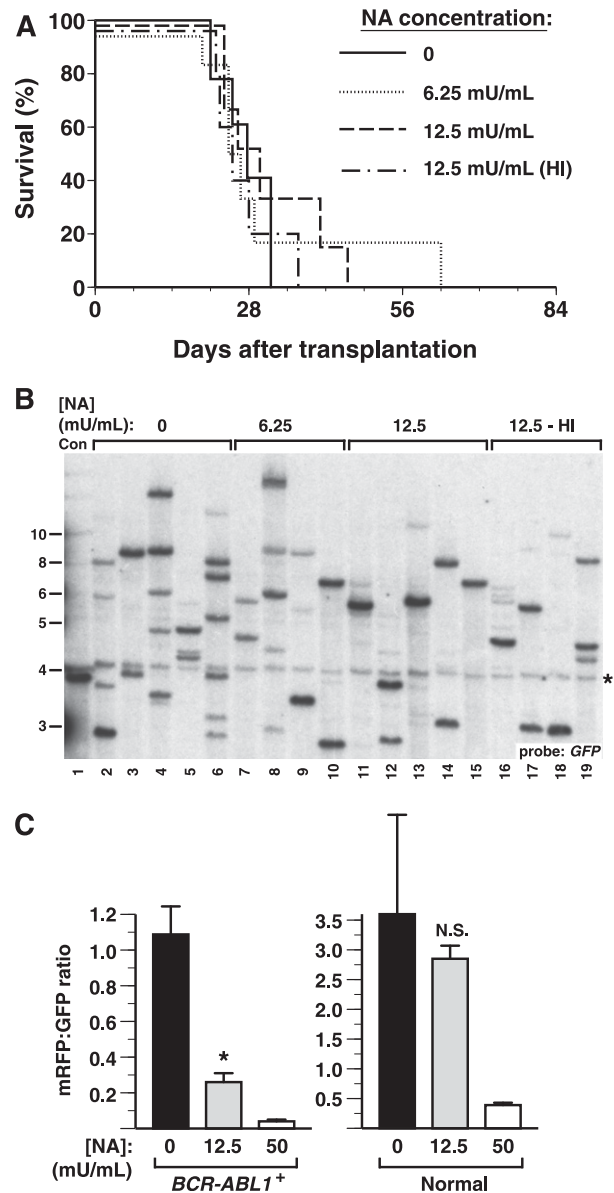 A
NA concentration:
0
6.25 mU/mL
12.5 mU/mL
12.5 mU/mL (HI)
Survival (%)
100
80
60
40
20
0
0 28 56 84
Days after transplantation
B
[NA]
(mU/mL): 0 6.25 12.5 12.5 - HI
Con
10
8
6
5
4
3
*
probe: GFP
1 2 3 4 5 6 7 8 9 10 11 12 13 14 15 16 17 18 19
C
mRFP:GFP ratio
1.2
1.0
0.8
0.6
0.4
0.2
*
[NA]: 0 12.5 50
(mU/mL)
BCR-ABL1+
3.5
3.0
2.5
2.0
1.5
1.0
0.5
N.S.
0 12.5 50
Normal